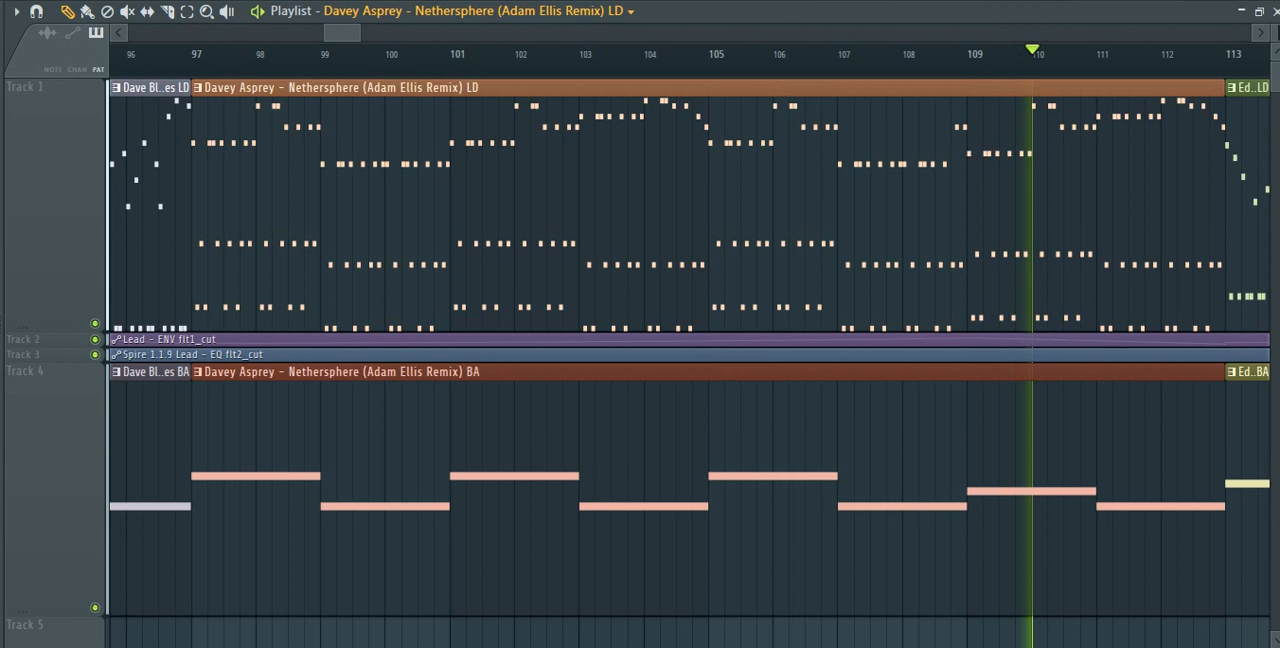 Playlist - Davey Asprey - Nethersphere (Adam Ellis Remix) LD
NOTE CHAN PAT
96 97 98 99 100 101 102 103 104 105 106 107 108 109 110 111 112 113
Track 1
Dave Bl..es LD
Davey Asprey - Nethersphere (Adam Ellis Remix) LD
Ed..LD
...
Track 2
Lead - ENV flt1_cut
Track 3
Spire 1.1.9 Lead - EQ flt2_cut
Track 4
Dave Bl..es BA
Davey Asprey - Nethersphere (Adam Ellis Remix) BA
Ed..BA
...
Track 5